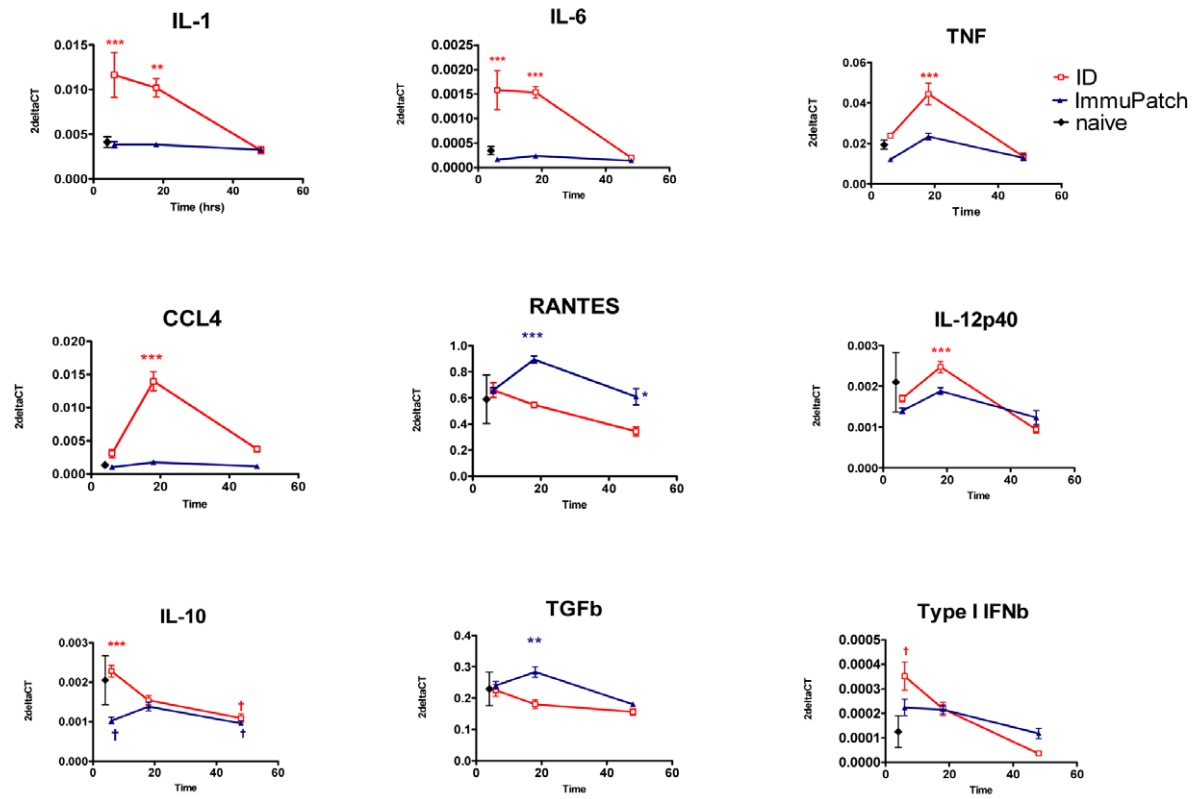 IL-1
***
**
2deltaCT
0.015
0.010
0.005
0.000
0 20 40 60
Time (hrs)
IL-6
***
***
2deltaCT
0.0025
0.0020
0.0015
0.0010
0.0005
0.0000
0 20 40 60
Time
TNF
***
2deltaCT
0.06
0.04
0.02
0.00
0 20 40 60
Time
ID
ImmuPatch
naive
CCL4
***
2deltaCT
0.020
0.015
0.010
0.005
0.000
0 20 40 60
Time
RANTES
***
*
2deltaCT
1.0
0.8
0.6
0.4
0.2
0.0
0 20 40 60
Time
IL-12p40
***
2deltaCT
0.003
0.002
0.001
0.000
0 20 40 60
Time
IL-10
***
†
†
†
2deltaCT
0.003
0.002
0.001
0.000
0 20 40 60
Time
TGFb
**
2deltaCT
0.4
0.3
0.2
0.1
0.0
0 20 40 60
Time
Type I IFNb
†
2deltaCT
0.0005
0.0004
0.0003
0.0002
0.0001
0.0000
0 20 40 60
Time